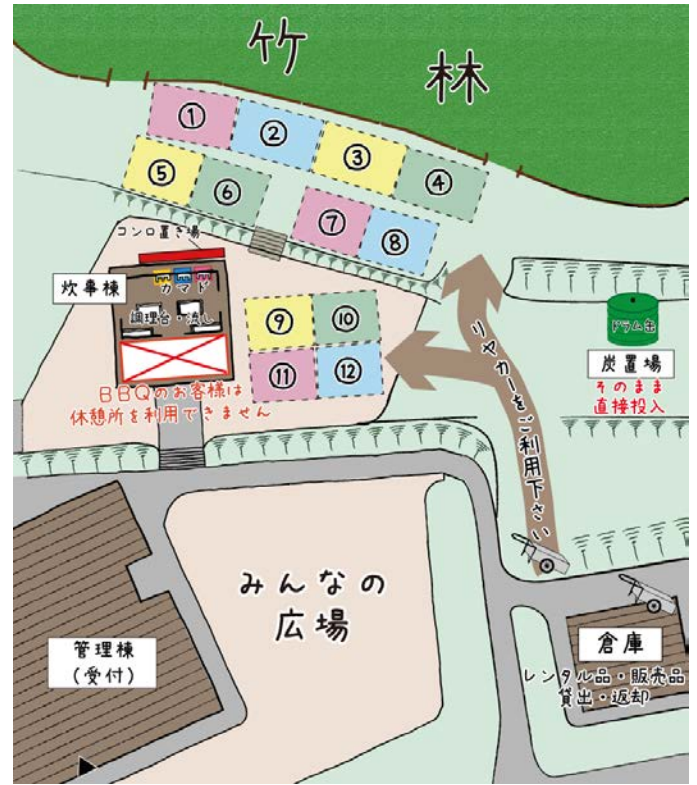 竹林
①
②
③
④
⑤
⑥
⑦
⑧
コンロ置き場
炊事棟
カマド
調理台・流し
BBQのお客様は
休憩所を利用できません
⑨
⑩
⑪
⑫
リヤカーをご利用下さい
ドラム缶
炭置場
そのまま
直接投入
みんなの
広場
管理棟
(受付)
倉庫
レンタル品・販売品
貸出・返却